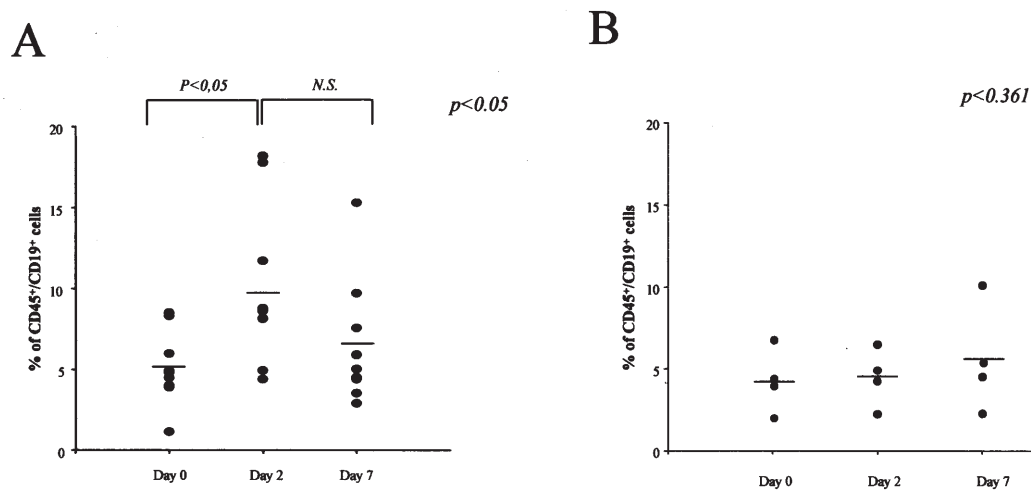 A
P<0,05
N.S.
p<0.05
20
15
10
5
0
% of CD45+/CD19+ cells
Day 0
Day 2
Day 7
B
p<0.361
20
15
10
5
0
% of CD45+/CD19+ cells
Day 0
Day 2
Day 7